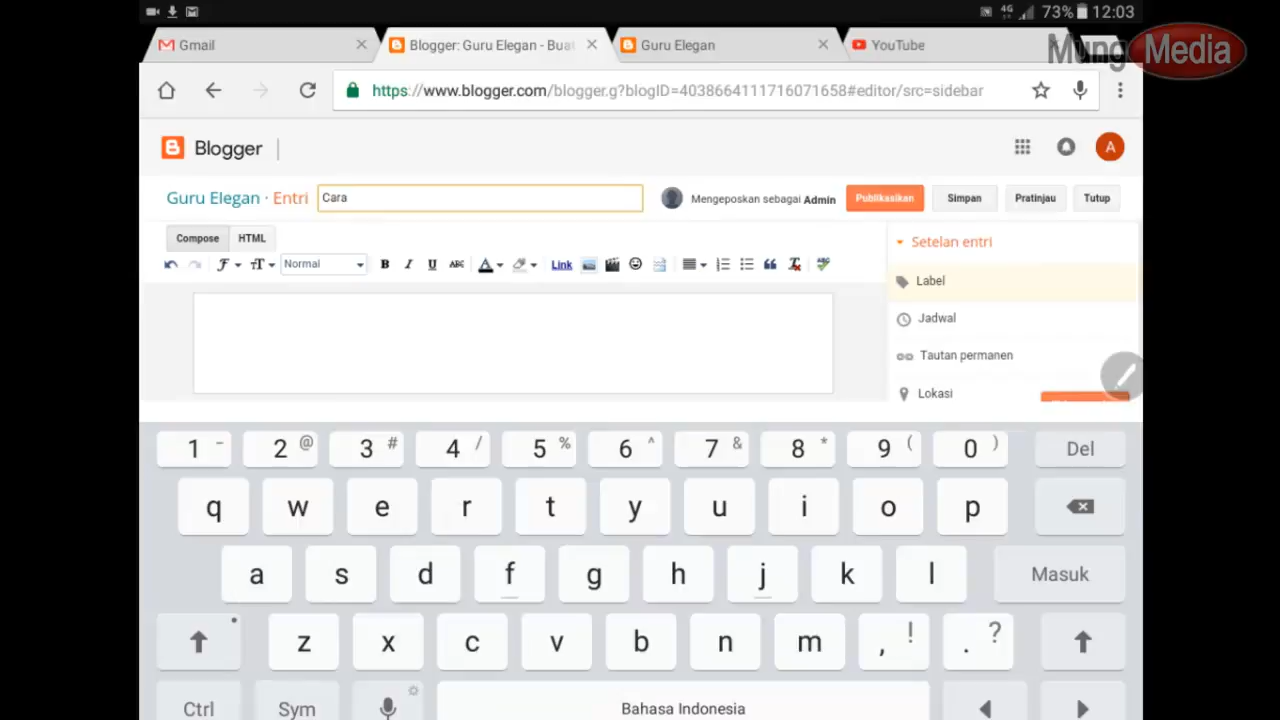 4G 73% 12:03
Gmail
Blogger: Guru Elegan - Buat
Guru Elegan
YouTube
Mung Media
https://www.blogger.com/blogger.g?blogID=4038664111716071658#editor/src=sidebar
Blogger
A
Guru Elegan · Entri
Cara
Mengeposkan sebagai Admin
Publikasikan
Simpan
Pratinjau
Tutup
Compose
HTML
Setelan entri
Normal
B I U ABC A Link
Label
Jadwal
Tautan permanen
Lokasi
1 - 2 @ 3 # 4 / 5 % 6 ^ 7 & 8 * 9 ( 0 ) Del
q w e r t y u i o p
a s d f g h j k l Masuk
z x c v b n m , ! . ?
Ctrl Sym Bahasa Indonesia